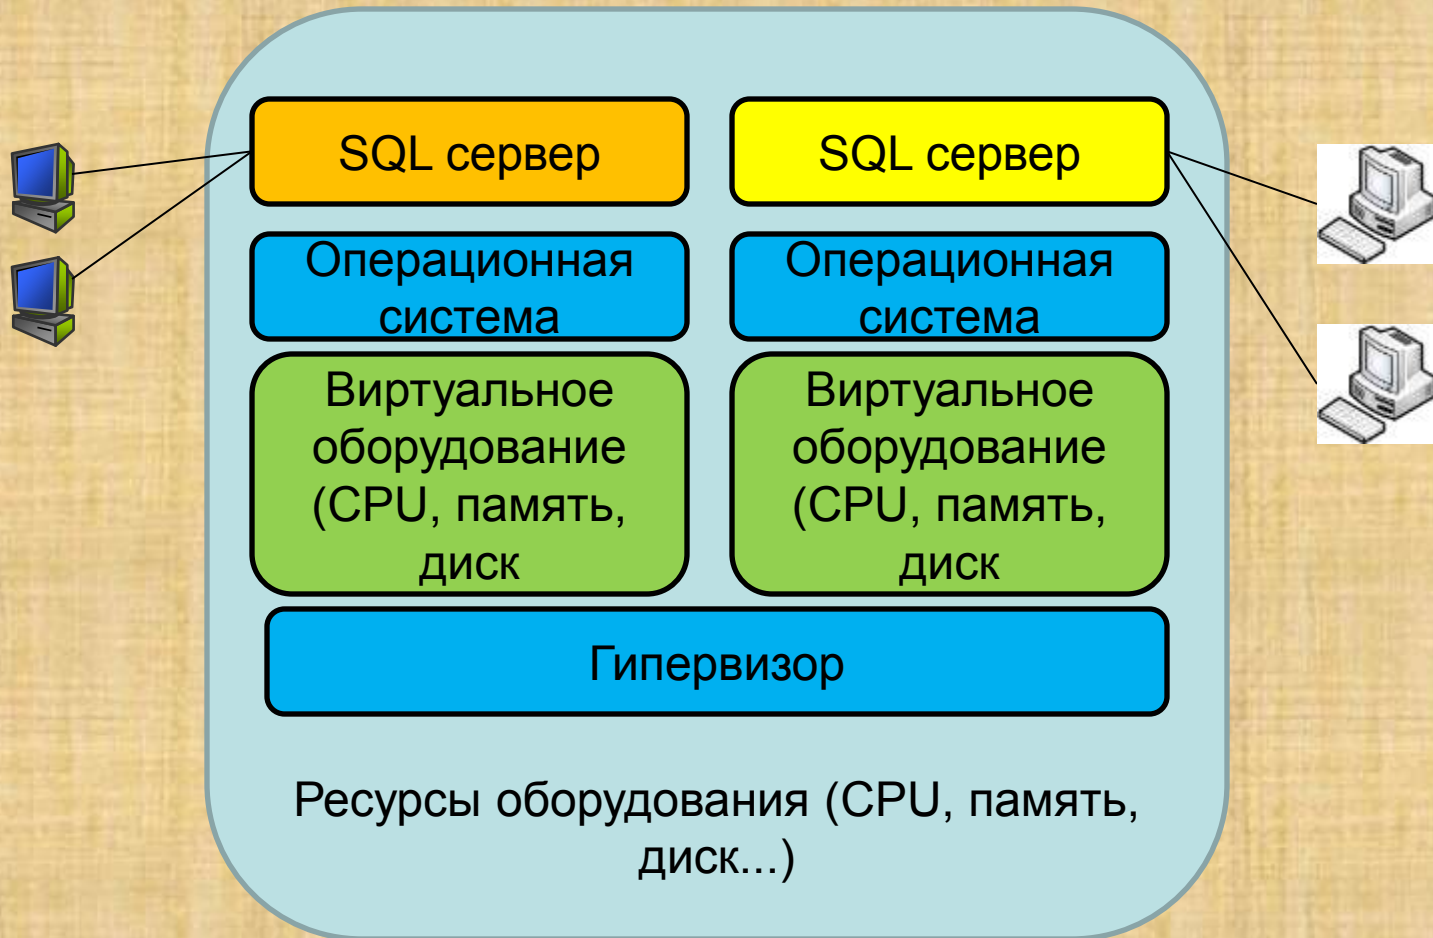 SQL сервер
SQL сервер
Операционная
система
Операционная
система
Виртуальное
оборудование
(CPU, память,
диск
Виртуальное
оборудование
(CPU, память,
диск
Гипервизор
Ресурсы оборудования (CPU, память,
диск...)